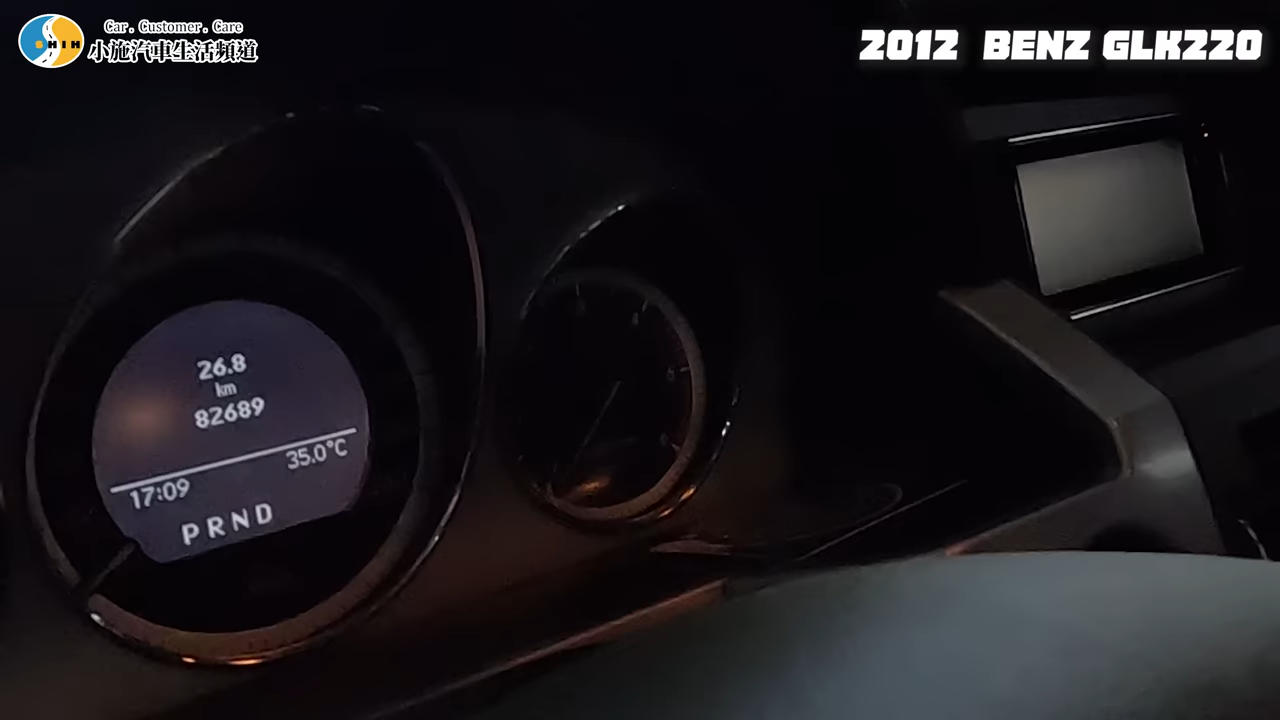 Car. Customer. Care
SHIH
小施汽車生活頻道
2012 BENZ GLK220
26.8
km
82689
35.0°C
17:09
PRND